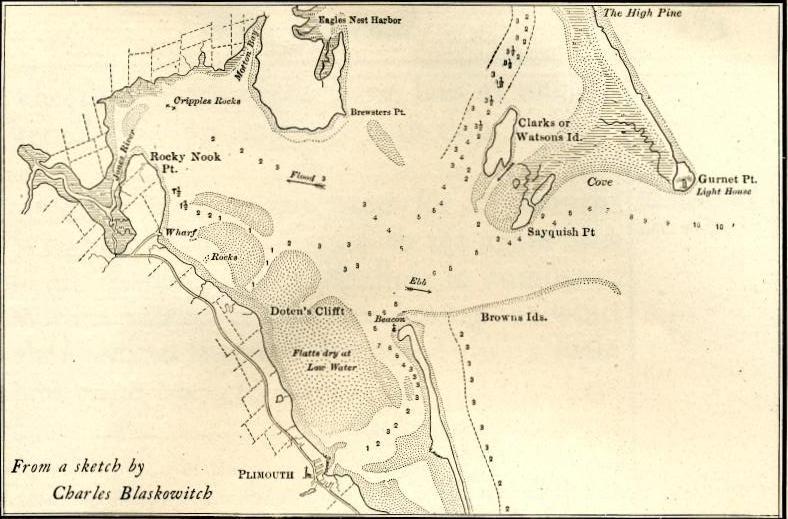 The High Pine
Eagles Nest Harbor
Morton Bay
Cripples Rocks
Brewsters Pt.
Clarks or
Watsons Id.
Jones River
Rocky Nook
Pt.
Flood 3
Cove
Gurnet Pt.
Light House
Wharf
Sayquish Pt
Rocks
Ebb
Doten's Clifft
Beacon
Browns Ids.
Flatts dry at
Low Water
From a sketch by
Charles Blaskowitch
PLIMOUTH